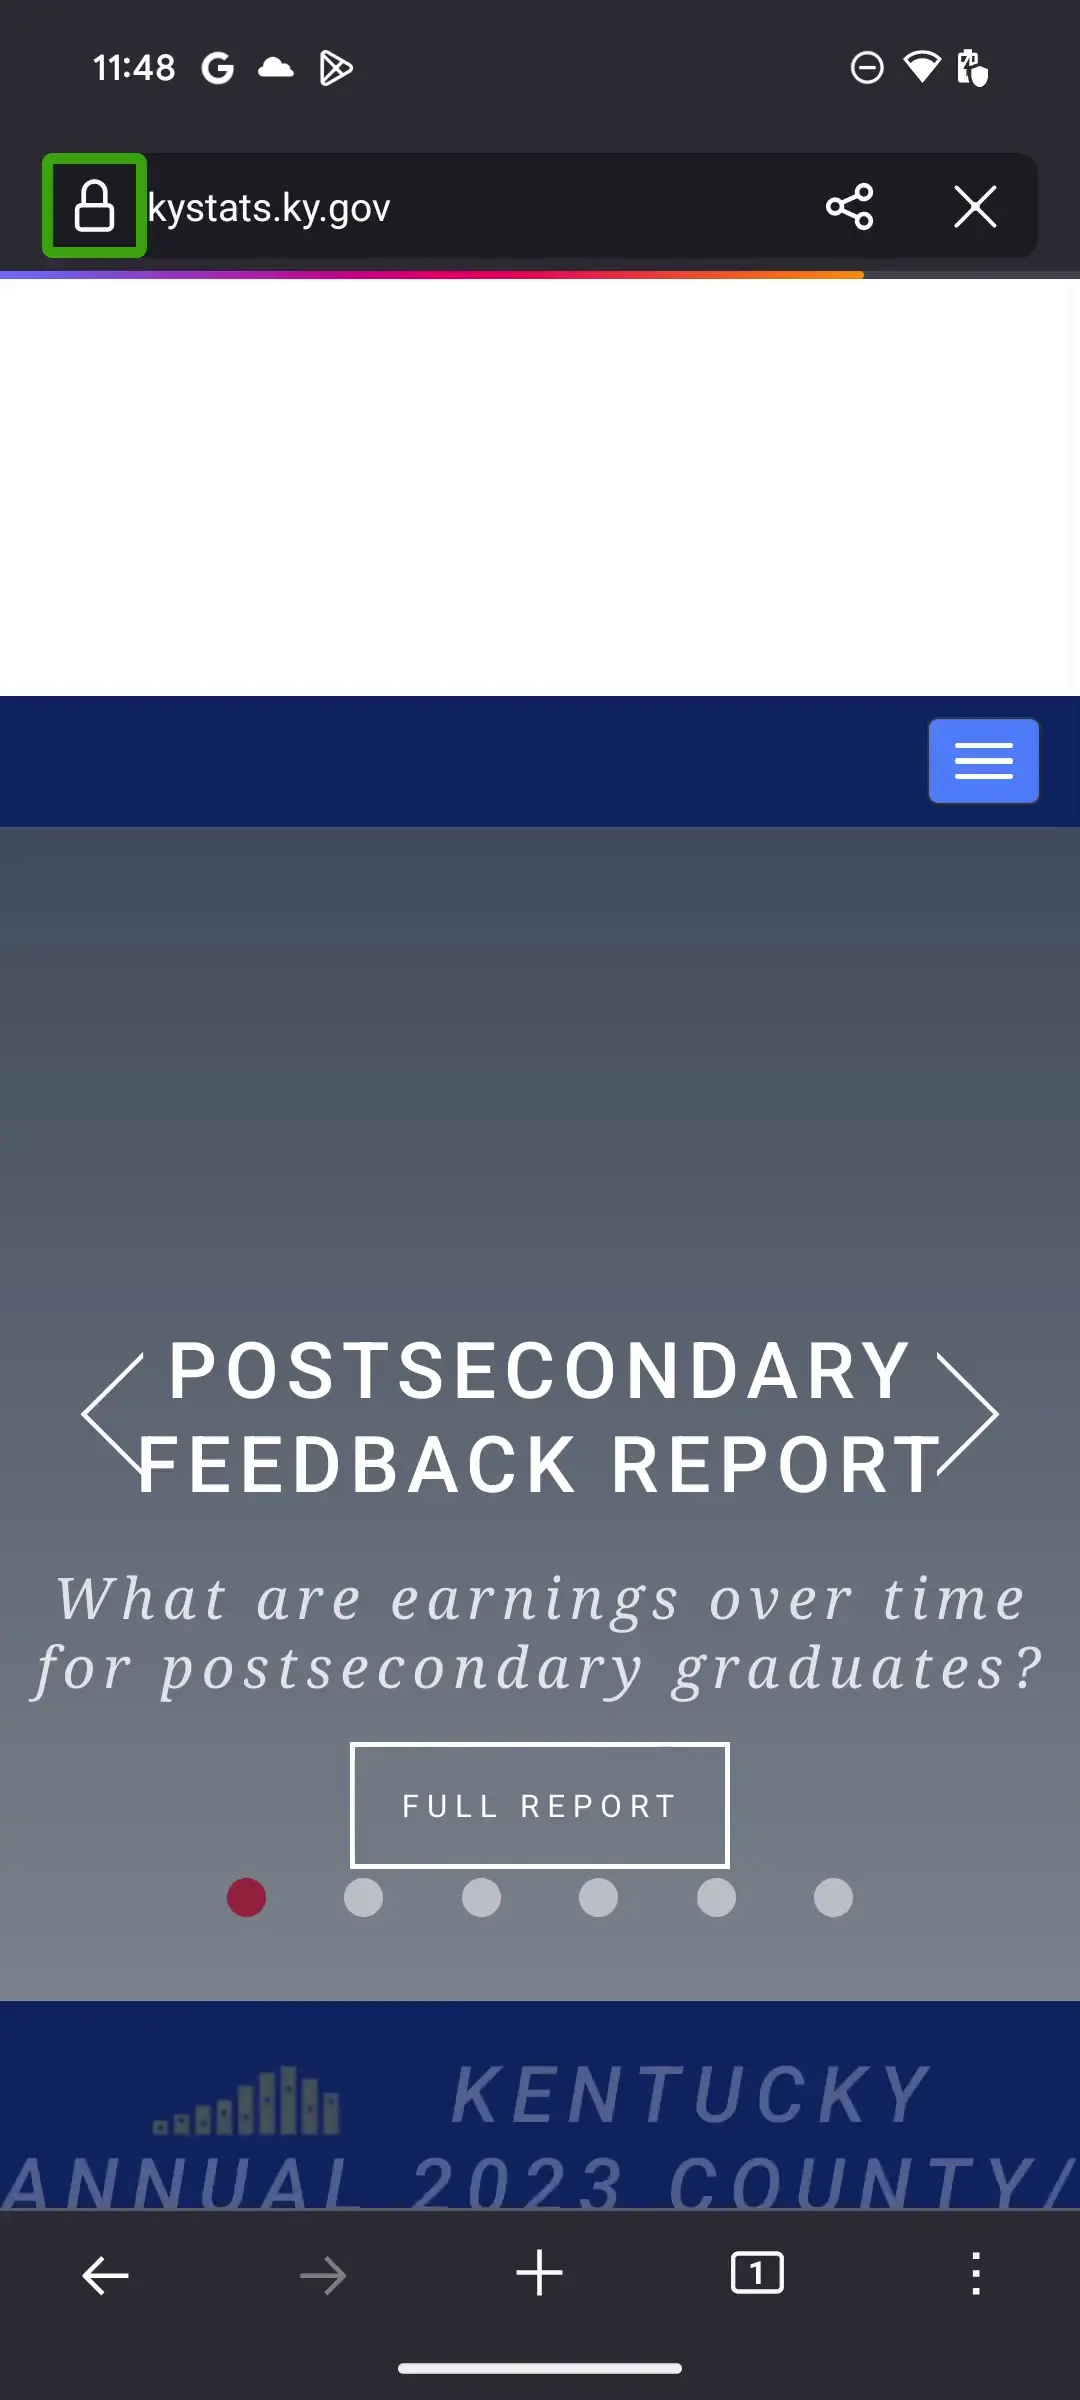 11:48
kystats.ky.gov
POSTSECONDARY
FEEDBACK REPORT
What are earnings over time
for postsecondary graduates?
FULL REPORT
KENTUCKY
ANNUAL 2023 COUNTY/
1